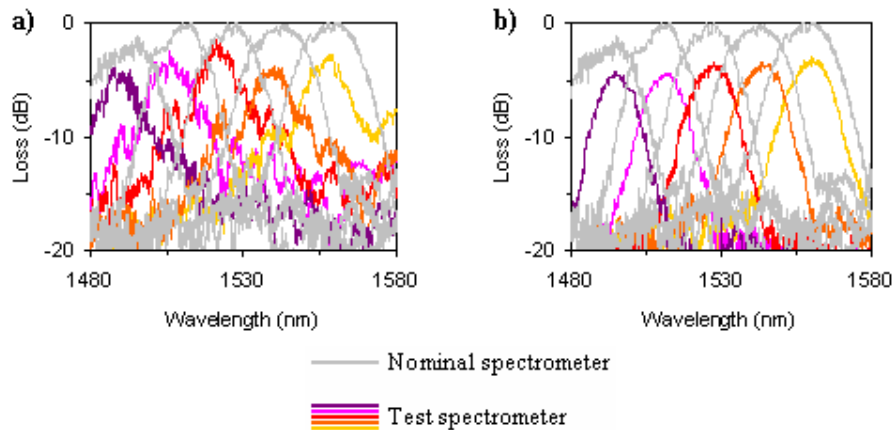 a)
0
-10
-20
Loss (dB)
1480
1530
1580
Wavelength (nm)
b)
0
-10
-20
Loss (dB)
1480
1530
1580
Wavelength (nm)
Nominal spectrometer
Test spectrometer